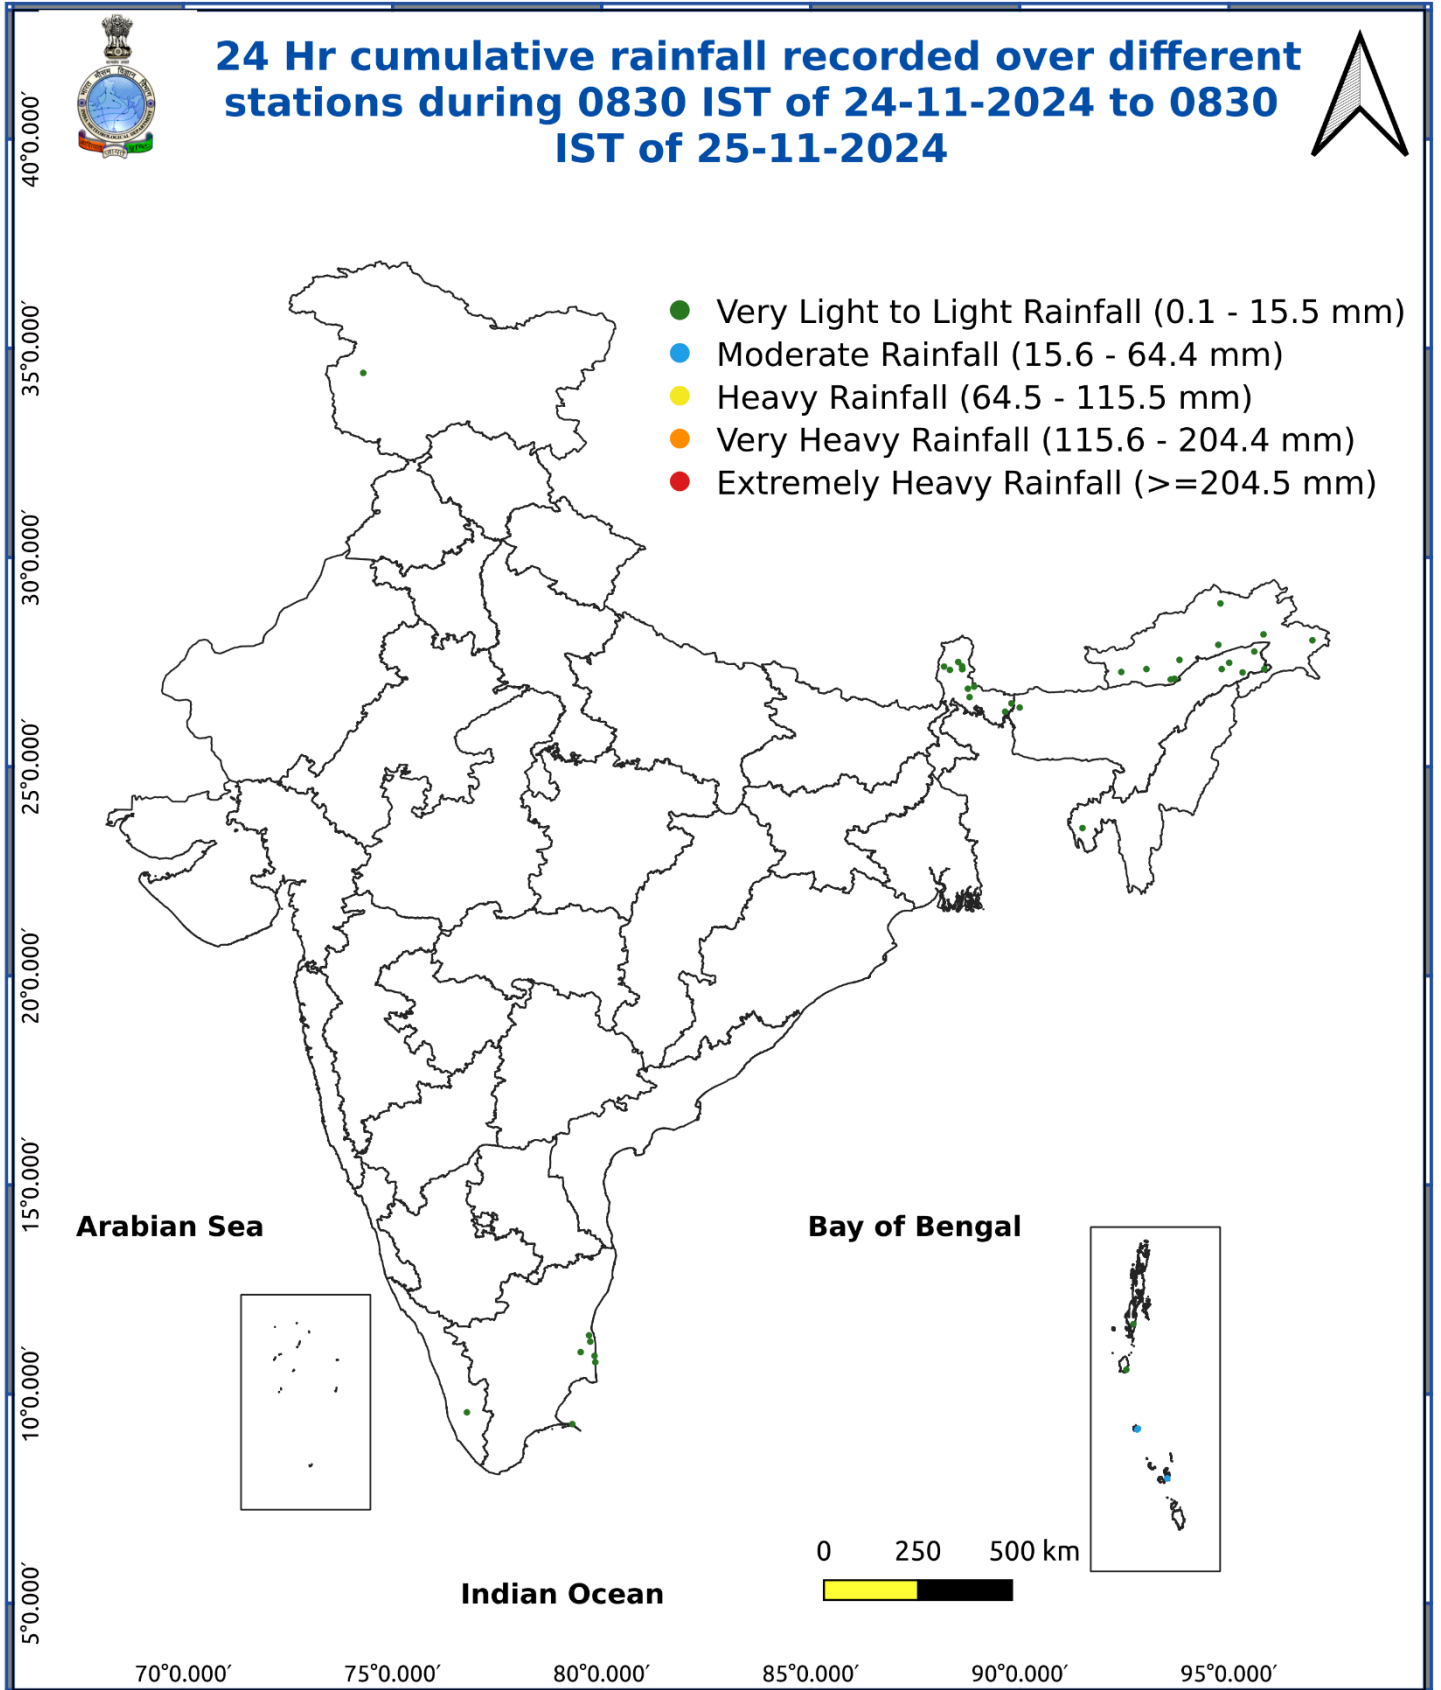 24 Hr cumulative rainfall recorded over different
stations during 0830 IST of 24-11-2024 to 0830
IST of 25-11-2024
Very Light to Light Rainfall (0.1 - 15.5 mm)
Moderate Rainfall (15.6 - 64.4 mm)
Heavy Rainfall (64.5 - 115.5 mm)
Very Heavy Rainfall (115.6 - 204.4 mm)
Extremely Heavy Rainfall (>=204.5 mm)
40°0.000′
35°0.000′
30°0.000′
25°0.000′
20°0.000′
15°0.000′
10°0.000′
5°0.000′
Arabian Sea
Bay of Bengal
Indian Ocean
0 250 500 km
70°0.000′ 75°0.000′ 80°0.000′ 85°0.000′ 90°0.000′ 95°0.000′